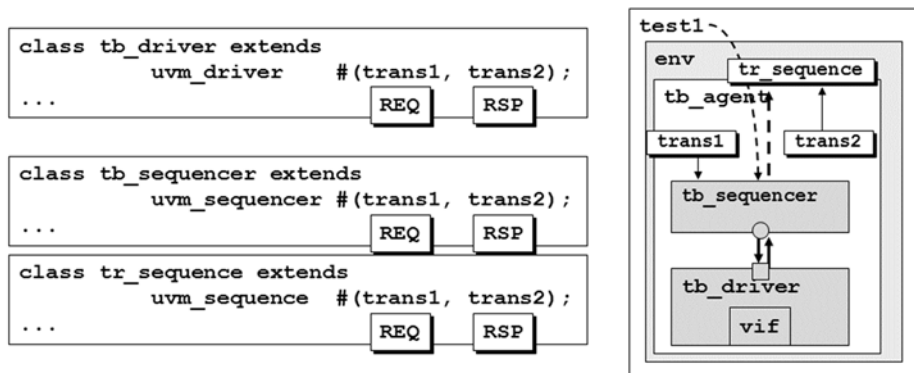 class tb_driver extends
uvm_driver #(trans1, trans2);
...
REQ RSP
class tb_sequencer extends
uvm_sequencer #(trans1, trans2);
...
REQ RSP
class tr_sequence extends
uvm_sequence #(trans1, trans2);
...
REQ RSP
test1
env
tr_sequence
tb_agent
trans1 trans2
tb_sequencer
tb_driver
vif